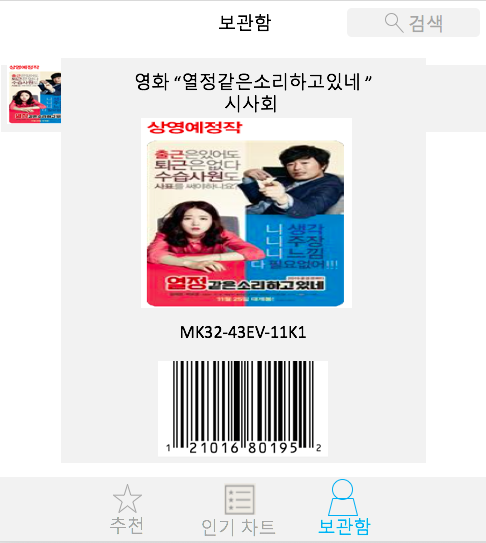 보관함
검색
영화 “열정같은소리하고있네 ”
시사회
상영예정작
출근은있어도
퇴근은없다
수습사원도
사표를 써야하나요?
니 생각
니 주장
니 느낌
다 필요없어!!!
열정같은소리하고있네
11월 25일 대개봉!
MK32-43EV-11K1
1 21016 80195 2
추천
인기 차트
보관함